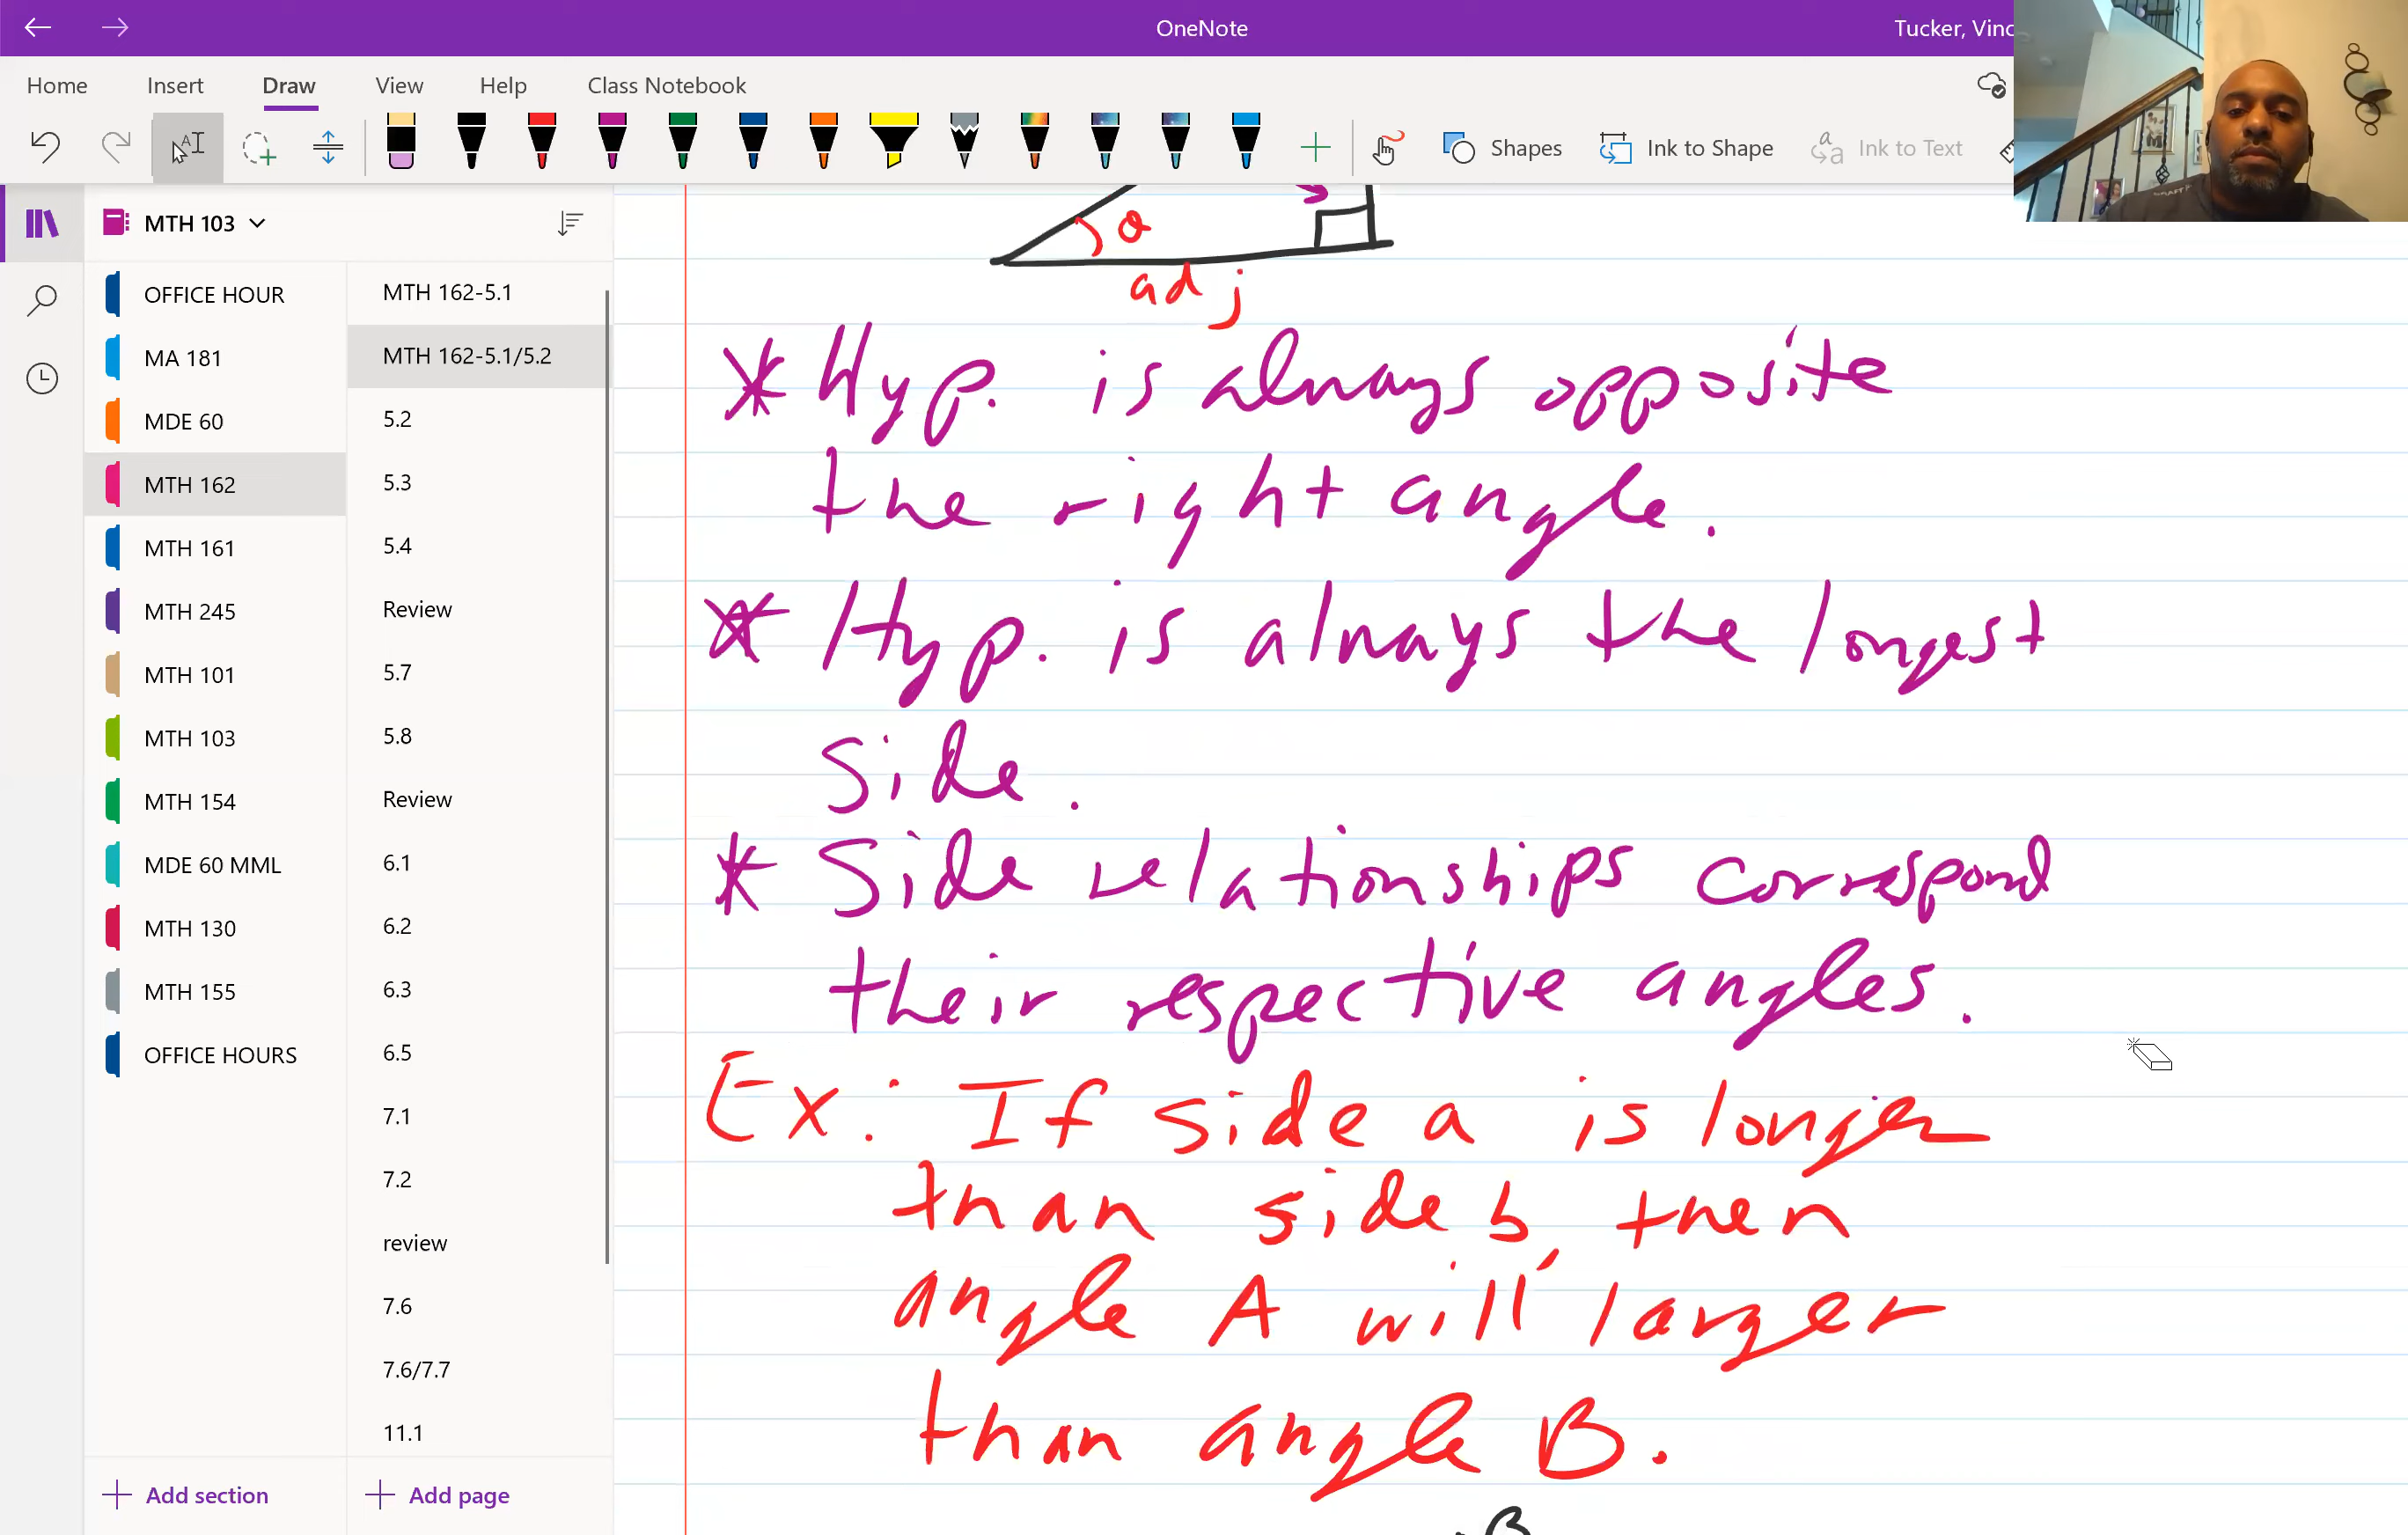 OneNote
Tucker, Vinc
Home Insert Draw View Help Class Notebook
Shapes Ink to Shape Ink to Text
MTH 103
OFFICE HOUR
MA 181
MDE 60
MTH 162
MTH 161
MTH 245
MTH 101
MTH 103
MTH 154
MDE 60 MML
MTH 130
MTH 155
OFFICE HOURS
Add section
MTH 162-5.1
MTH 162-5.1/5.2
5.2
5.3
5.4
Review
5.7
5.8
Review
6.1
6.2
6.3
6.5
7.1
7.2
review
7.6
7.6/7.7
11.1
Add page
θ
adj
* Hyp. is always opposite
the right angle.
* Hyp. is always the longest
side.
* Side relationships correspond
their respective angles.
Ex: If side a is longer
than side b, then
angle A will larger
than angle B.
B